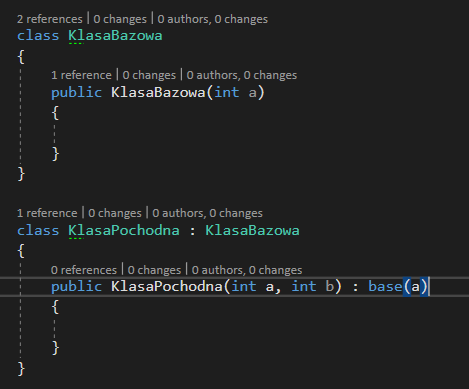 2 references | 0 changes | 0 authors, 0 changes
class KlasaBazowa
{
1 reference | 0 changes | 0 authors, 0 changes
public KlasaBazowa(int a)
{
}
}
1 reference | 0 changes | 0 authors, 0 changes
class KlasaPochodna : KlasaBazowa
{
0 references | 0 changes | 0 authors, 0 changes
public KlasaPochodna(int a, int b) : base(a)
{
}
}